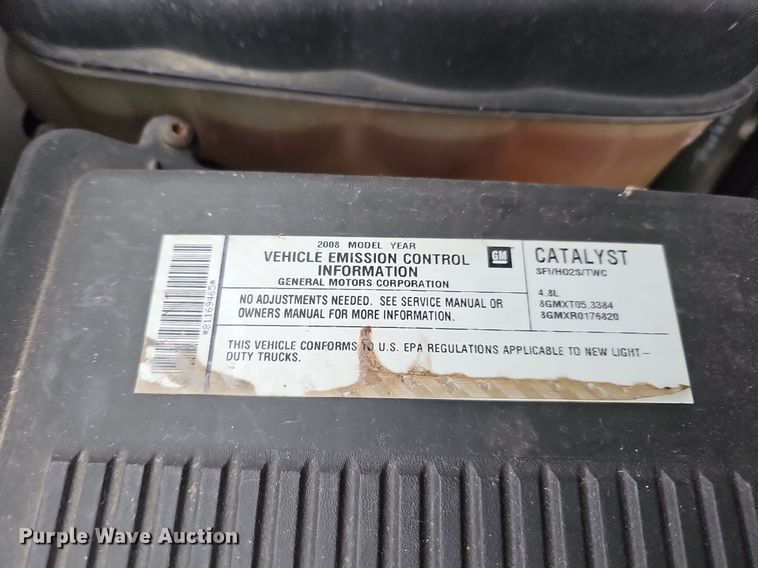 2008 MODEL YEAR
VEHICLE EMISSION CONTROL
INFORMATION
GENERAL MOTORS CORPORATION
GM
NO ADJUSTMENTS NEEDED. SEE SERVICE MANUAL OR
OWNERS MANUAL FOR MORE INFORMATION.
THIS VEHICLE CONFORMS TO U.S. EPA REGULATIONS APPLICABLE TO NEW LIGHT-
DUTY TRUCKS.
CATALYST
SFI/HO2S/TWC
4.8L
8GMXT05.3384
8GMXR0176820
*81169465*
Purple Wave Auction